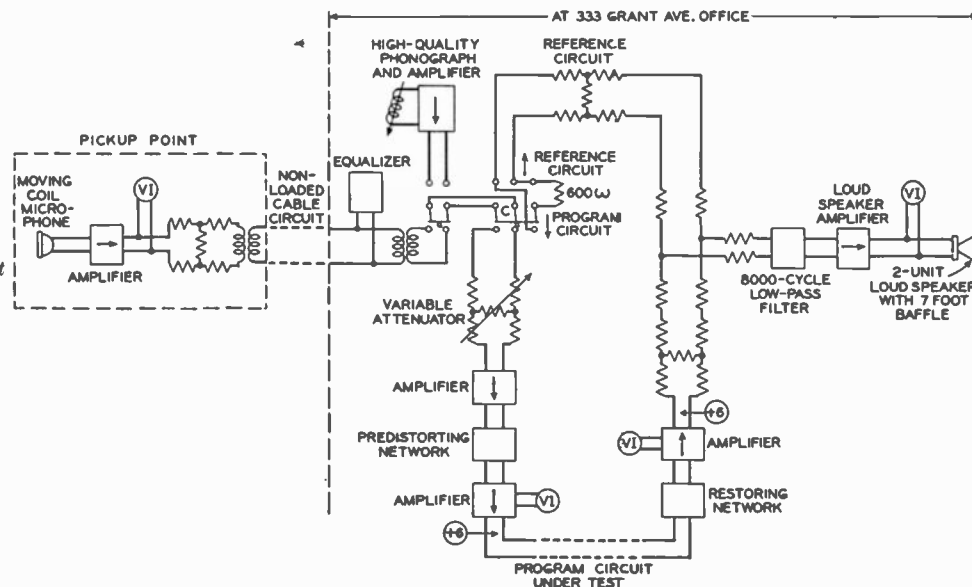 AT 333 GRANT AVE. OFFICE
HIGH-QUALITY
PHONOGRAPH
AND AMPLIFIER
REFERENCE
CIRCUIT
PICKUP POINT
MOVING
COIL
MICRO-
PHONE
VI
AMPLIFIER
NON-
LOADED
CABLE
CIRCUIT
EQUALIZER
REFERENCE
CIRCUIT
600ω
C
PROGRAM
CIRCUIT
VARIABLE
ATTENUATOR
AMPLIFIER
PREDISTORTING
NETWORK
AMPLIFIER
VI
+6
PROGRAM CIRCUIT
UNDER TEST
+6
VI
AMPLIFIER
RESTORING
NETWORK
8000-CYCLE
LOW-PASS
FILTER
LOUD
SPEAKER
AMPLIFIER
VI
2-UNIT
LOUD SPEAKER
WITH 7 FOOT
BAFFLE